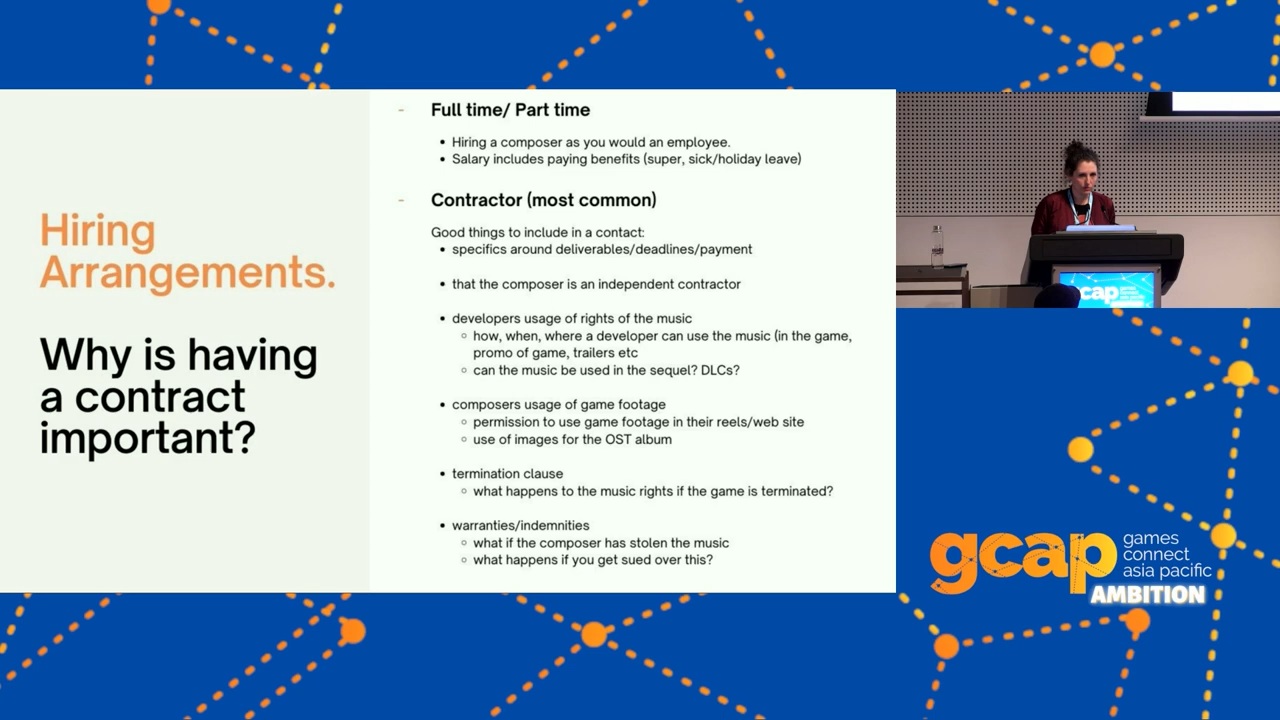 Hiring
Arrangements.
Why is having
a contract
important?
- Full time/ Part time
• Hiring a composer as you would an employee.
• Salary includes paying benefits (super, sick/holiday leave)
- Contractor (most common)
Good things to include in a contact:
• specifics around deliverables/deadlines/payment
• that the composer is an independent contractor
• developers usage of rights of the music
◦ how, when, where a developer can use the music (in the game,
promo of game, trailers etc
◦ can the music be used in the sequel? DLCs?
• composers usage of game footage
◦ permission to use game footage in their reels/web site
◦ use of images for the OST album
• termination clause
◦ what happens to the music rights if the game is terminated?
• warranties/indemnities
◦ what if the composer has stolen the music
◦ what happens if you get sued over this?
gcap
games
connect
asia pacific
gcap games
connect
asia pacific
AMBITION